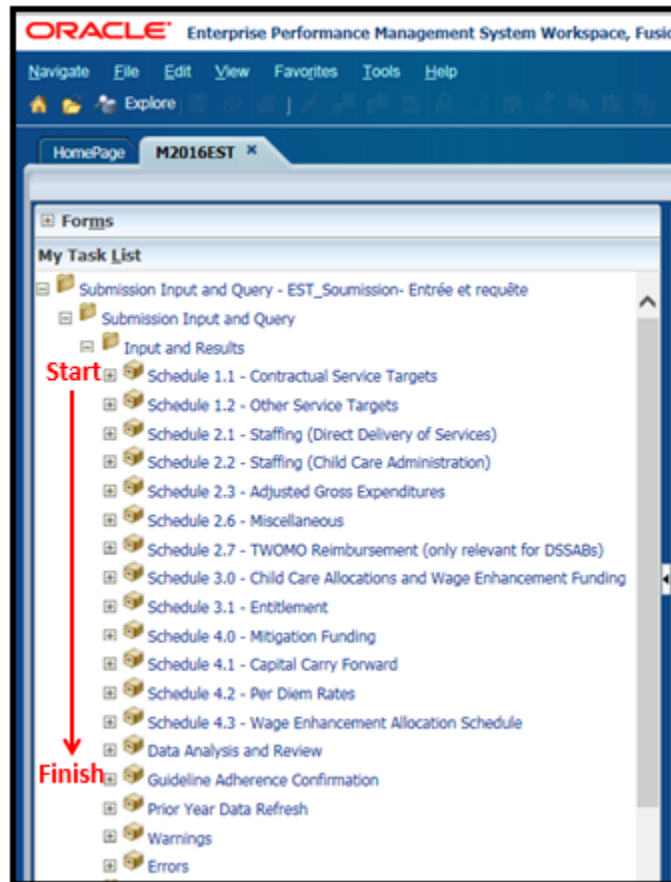 ORACLE Enterprise Performance Management System Workspace, Fusi
Navigate File Edit View Favorites Tools Help
Explore
HomePage M2016EST ×
Forms
My Task List
Submission Input and Query - EST_Soumission- Entrée et requête
Submission Input and Query
Input and Results
Start Schedule 1.1 - Contractual Service Targets
Schedule 1.2 - Other Service Targets
Schedule 2.1 - Staffing (Direct Delivery of Services)
Schedule 2.2 - Staffing (Child Care Administration)
Schedule 2.3 - Adjusted Gross Expenditures
Schedule 2.6 - Miscellaneous
Schedule 2.7 - TWOMO Reimbursement (only relevant for DSSABs)
Schedule 3.0 - Child Care Allocations and Wage Enhancement Funding
Schedule 3.1 - Entitlement
Schedule 4.0 - Mitigation Funding
Schedule 4.1 - Capital Carry Forward
Schedule 4.2 - Per Diem Rates
Schedule 4.3 - Wage Enhancement Allocation Schedule
Data Analysis and Review
Finish Guideline Adherence Confirmation
Prior Year Data Refresh
Warnings
Errors